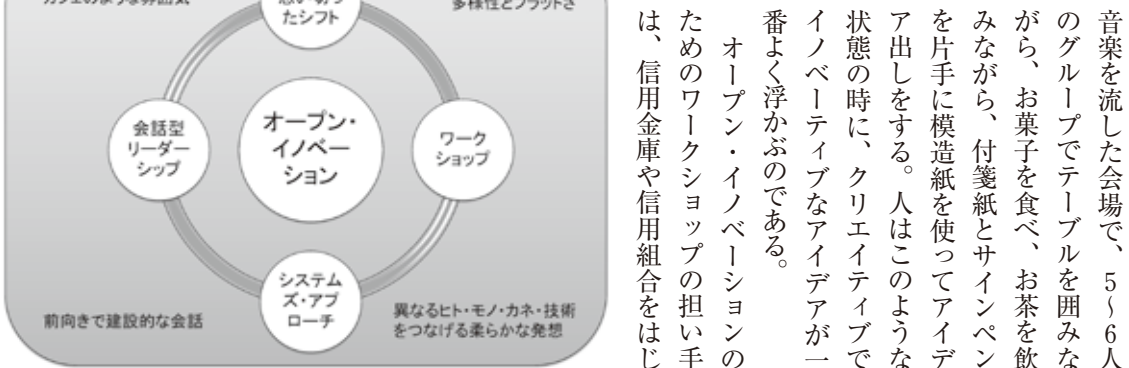 音楽を流した会場で、5～6人
のグループでテーブルを囲みな
がら、お菓子を食べ、お茶を飲
みながら、付箋紙とサインペン
を片手に模造紙を使ってアイデ
ア出しをする。人はこのような
状態の時に、クリエイティブで
イノベーティブなアイデアが一
番よく浮かぶのである。
オープン・イノベーションの
ためのワークショップの担い手
は、信用金庫や信用組合をはじ
カフェのような雰囲気
多様性とフラットさ
思い切っ
たシフト
会話型
リーダー
シップ
オープン・
イノベー
ション
ワーク
ショップ
システム
ズ・アプ
ローチ
前向きで建設的な会話
異なるヒト・モノ・カネ・技術
をつなげる柔らかな発想